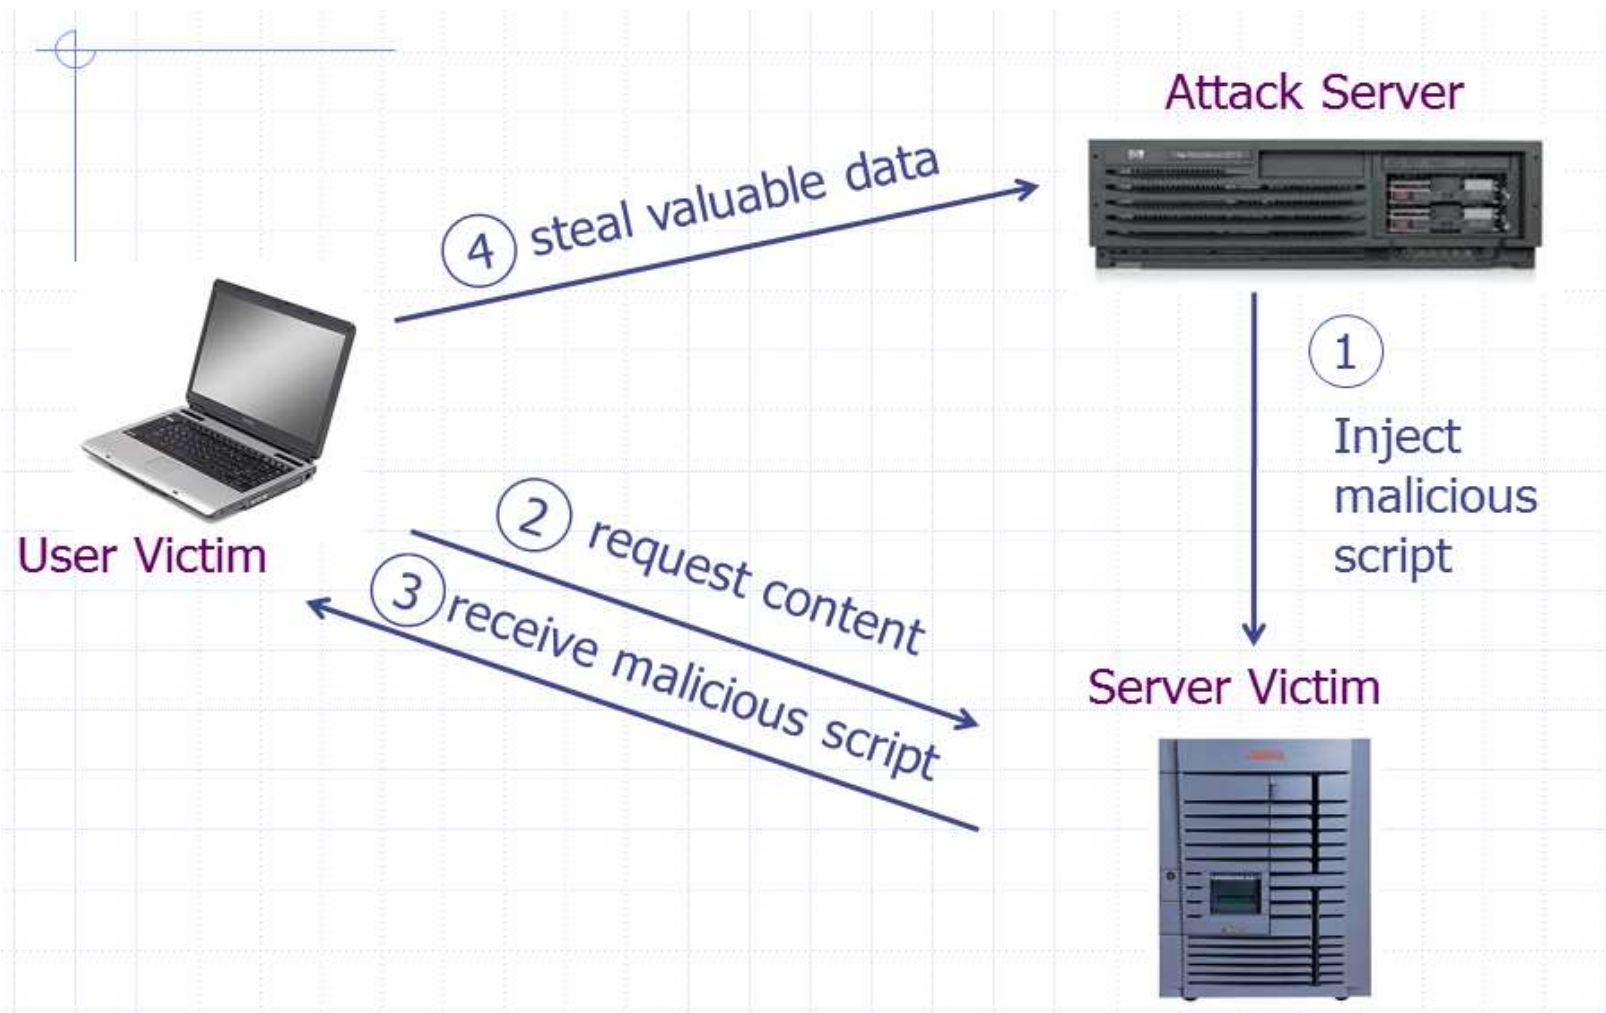 Attack Server
4 steal valuable data
1
Inject
malicious
script
User Victim
2 request content
3 receive malicious script
Server Victim